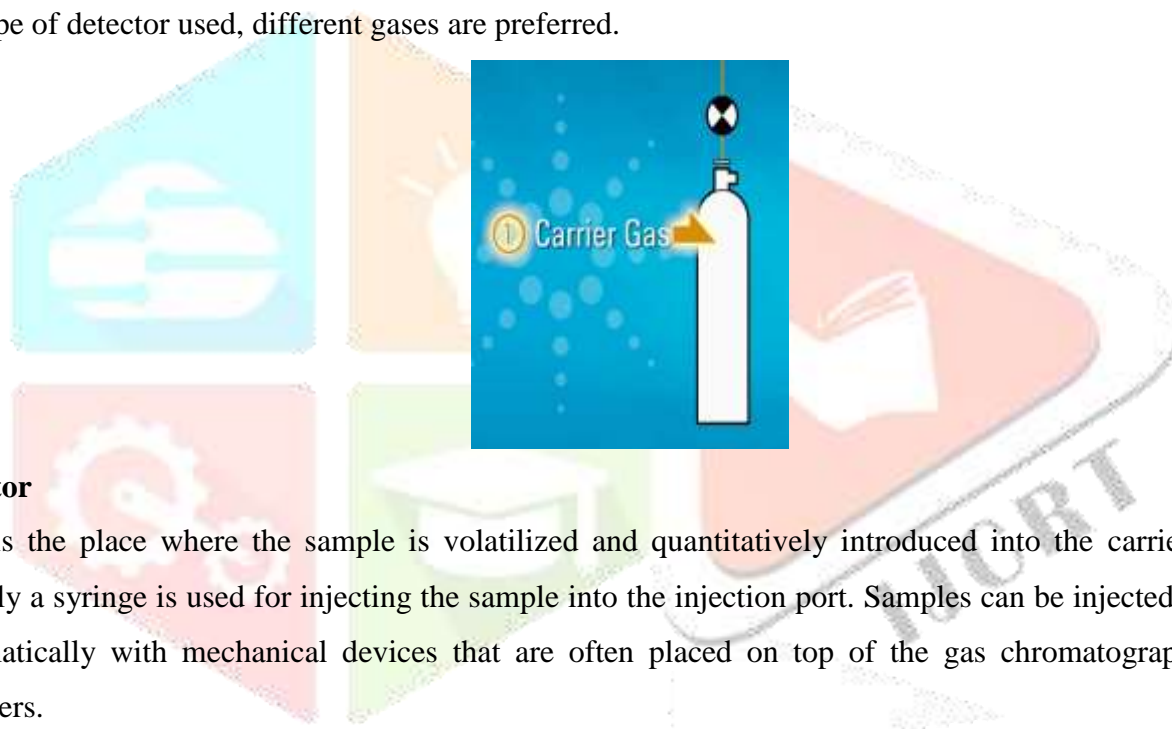 pe of detector used, different gases are preferred.
① Carrier Gas
tor
s the place where the sample is volatilized and quantitatively introduced into the carrie
ly a syringe is used for injecting the sample into the injection port. Samples can be injected
atically with mechanical devices that are often placed on top of the gas chromatograp
ers.
IJCRT